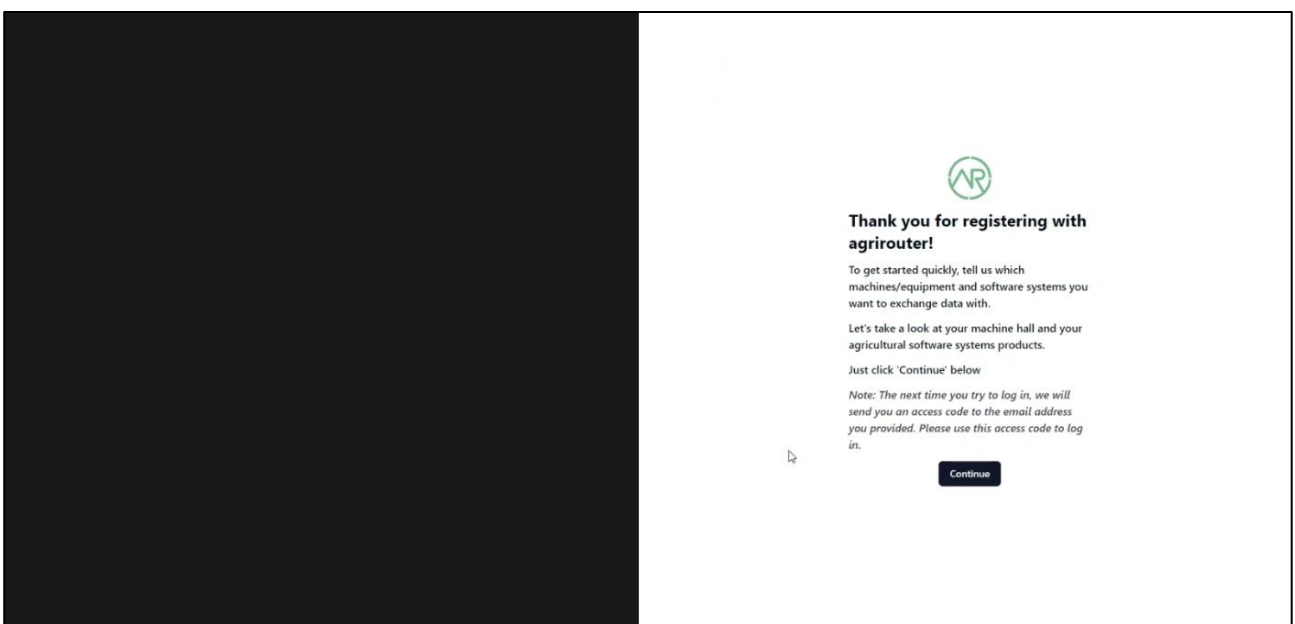 AR
Thank you for registering with
agrirouter!
To get started quickly, tell us which
machines/equipment and software systems you
want to exchange data with.
Let's take a look at your machine hall and your
agricultural software systems products.
Just click 'Continue' below
Note: The next time you try to log in, we will
send you an access code to the email address
you provided. Please use this access code to log
in.
Continue